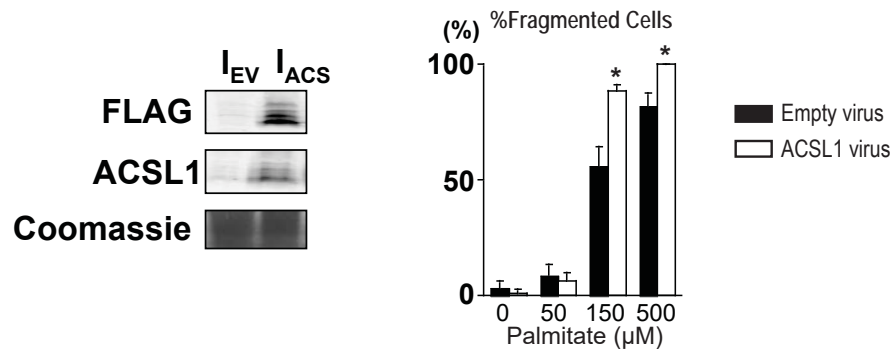 I_EV I_ACS
FLAG
ACSL1
Coomassie
%Fragmented Cells
(%)
100
*
*
50
0
0 50 150 500
Palmitate (µM)
Empty virus
ACSL1 virus